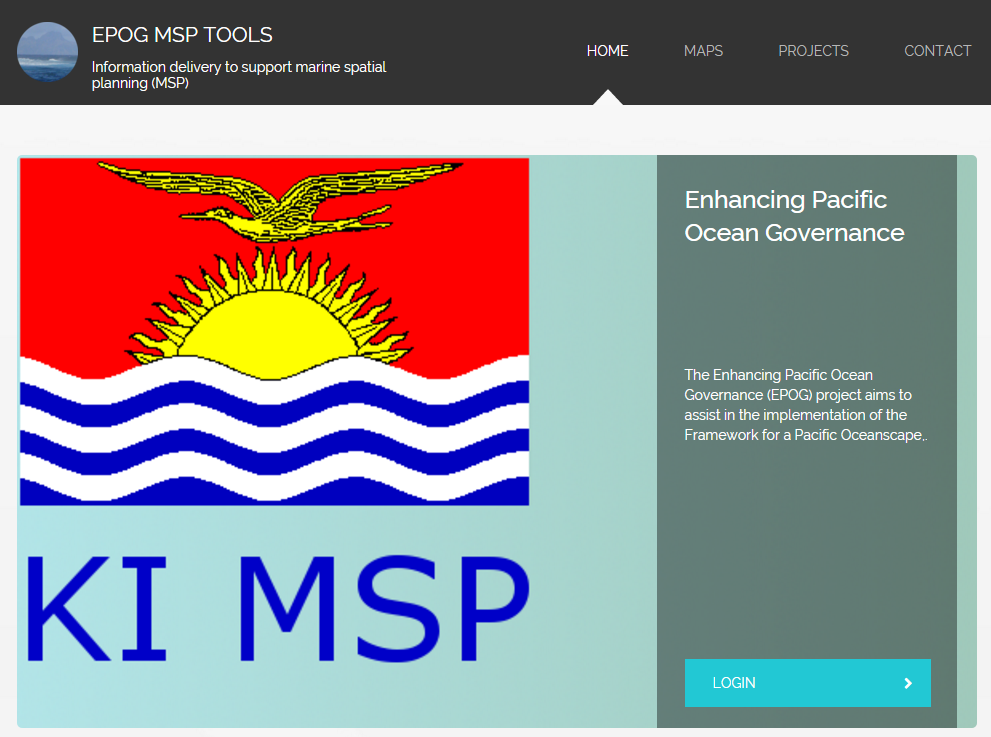 EPOG MSP TOOLS
Information delivery to support marine spatial
planning (MSP)
HOME
MAPS
PROJECTS
CONTACT
Enhancing Pacific
Ocean Governance
The Enhancing Pacific Ocean
Governance (EPOG) project aims to
assist in the implementation of the
Framework for a Pacific Oceanscape,.
KI MSP
LOGIN